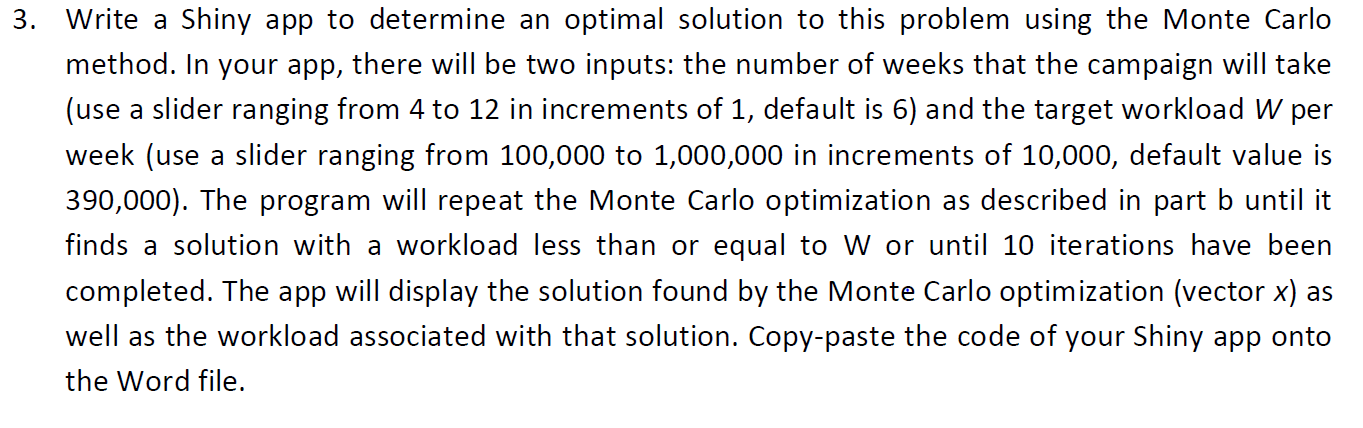 3. Write a Shiny app to determine an optimal solution to this problem using the Monte Carlo
method. In your app, there will be two inputs: the number of weeks that the campaign will take
(use a slider ranging from 4 to 12 in increments of 1, default is 6) and the target workload W per
week (use a slider ranging from 100,000 to 1,000,000 in increments of 10,000, default value is
390,000). The program will repeat the Monte Carlo optimization as described in part b until it
finds a solution with a workload less than or equal to W or until 10 iterations have been
completed. The app will display the solution found by the Monte Carlo optimization (vector x) as
well as the workload associated with that solution. Copy-paste the code of your Shiny app onto
the Word file.